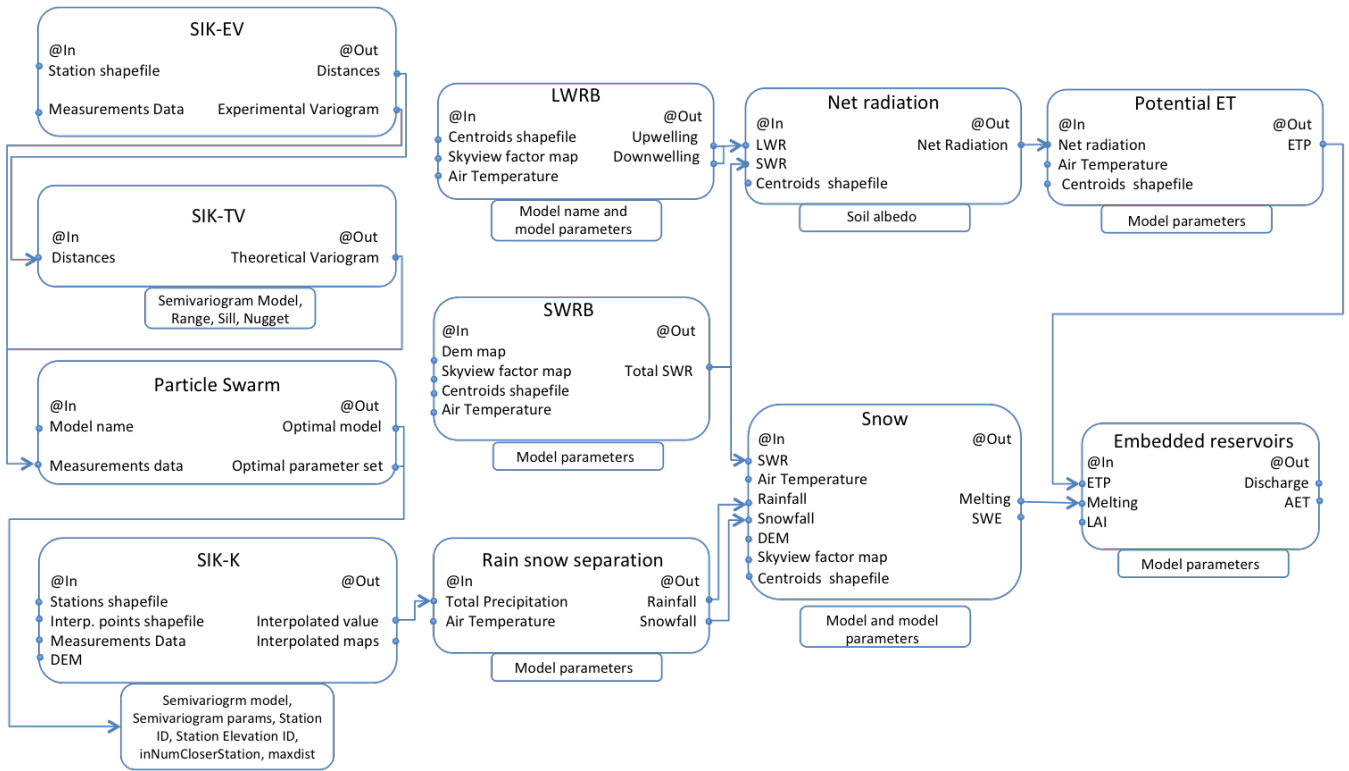 SIK-EV
@In
@Out
Station shapefile
Distances
Measurements Data
Experimental Variogram
SIK-TV
@In
@Out
Distances
Theoretical Variogram
Semivariogram Model,
Range, Sill, Nugget
Particle Swarm
@In
@Out
Model name
Optimal model
Measurements data
Optimal parameter set
SIK-K
@In
@Out
Stations shapefile
Interp. points shapefile
Interpolated value
Measurements Data
Interpolated maps
DEM
Semivariogrm model,
Semivariogram params, Station
ID, Station Elevation ID,
inNumCloserStation, maxdist
LWRB
@In
@Out
Centroids shapefile
Upwelling
Skyview factor map
Downwelling
Air Temperature
Model name and
model parameters
SWRB
@In
@Out
Dem map
Skyview factor map
Total SWR
Centroids shapefile
Air Temperature
Model parameters
Rain snow separation
@In
@Out
Total Precipitation
Rainfall
Air Temperature
Snowfall
Model parameters
Net radiation
@In
@Out
LWR
Net Radiation
SWR
Centroids shapefile
Soil albedo
Snow
@In
@Out
SWR
Air Temperature
Rainfall
Melting
Snowfall
SWE
DEM
Skyview factor map
Centroids shapefile
Model and model
parameters
Potential ET
@In
@Out
Net radiation
ETP
Air Temperature
Centroids shapefile
Model parameters
Embedded reservoirs
@In
@Out
ETP
Discharge
Melting
AET
LAI
Model parameters